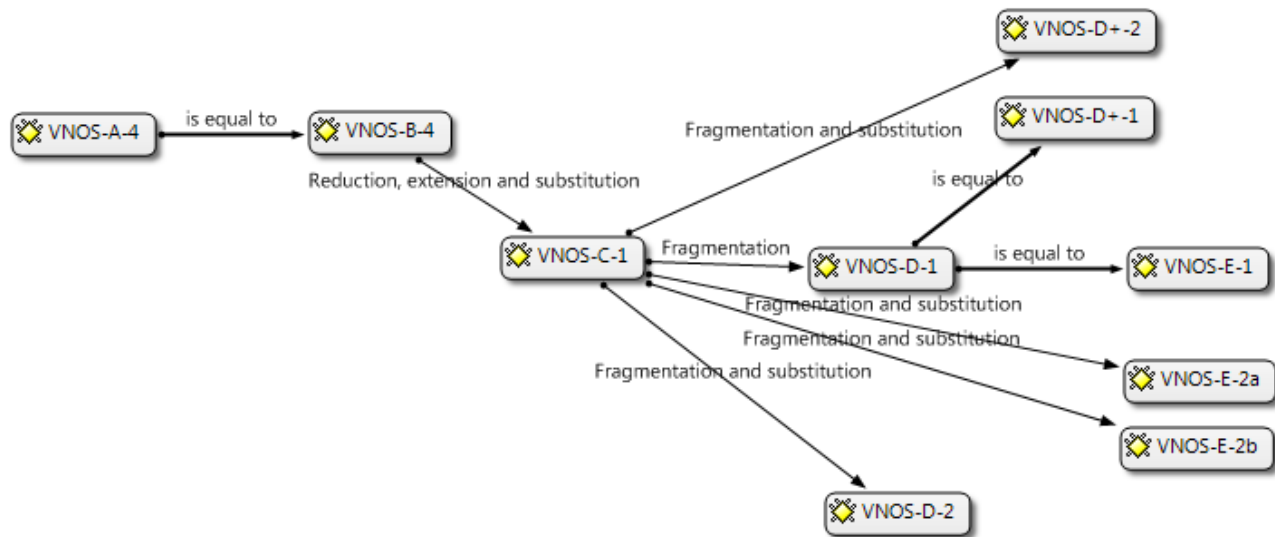 VNOS-D+-2
VNOS-D+-1
is equal to
VNOS-A-4
VNOS-B-4
Fragmentation and substitution
Reduction, extension and substitution
is equal to
VNOS-C-1
Fragmentation
VNOS-D-1
is equal to
VNOS-E-1
Fragmentation and substitution
Fragmentation and substitution
Fragmentation and substitution
VNOS-E-2a
VNOS-E-2b
VNOS-D-2